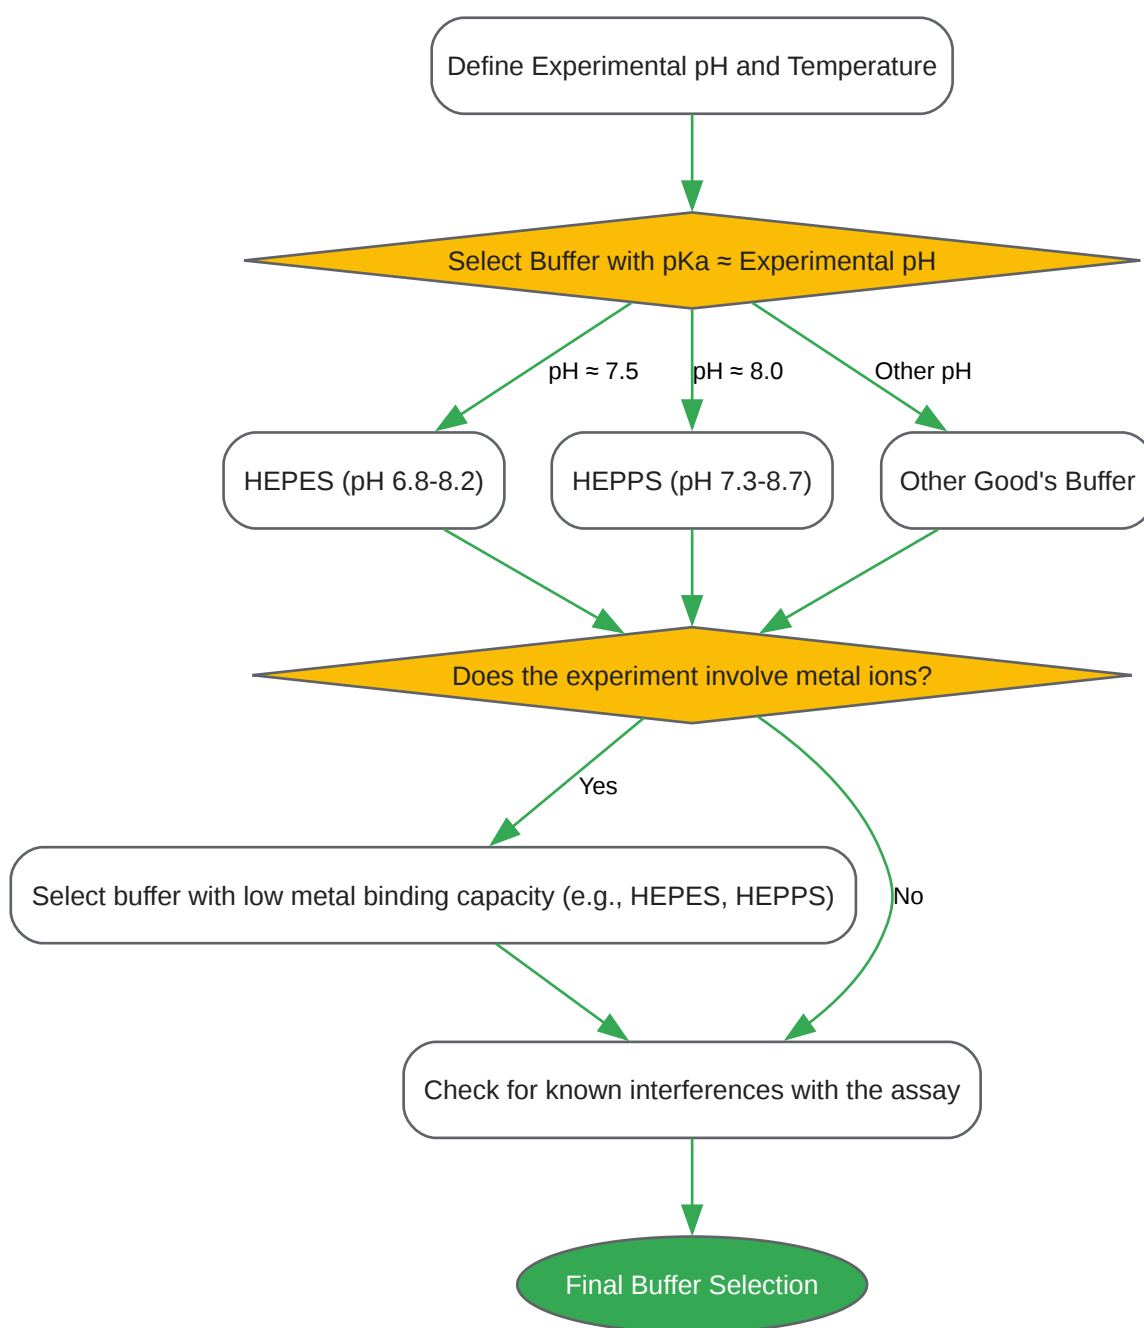 Define Experimental pH and Temperature
Select Buffer with pKa ≈ Experimental pH
pH ≈ 7.5
pH ≈ 8.0
Other pH
HEPES (pH 6.8-8.2)
HEPPS (pH 7.3-8.7)
Other Good's Buffer
Does the experiment involve metal ions?
Yes
Select buffer with low metal binding capacity (e.g., HEPES, HEPPS)
No
Check for known interferences with the assay
Final Buffer Selection